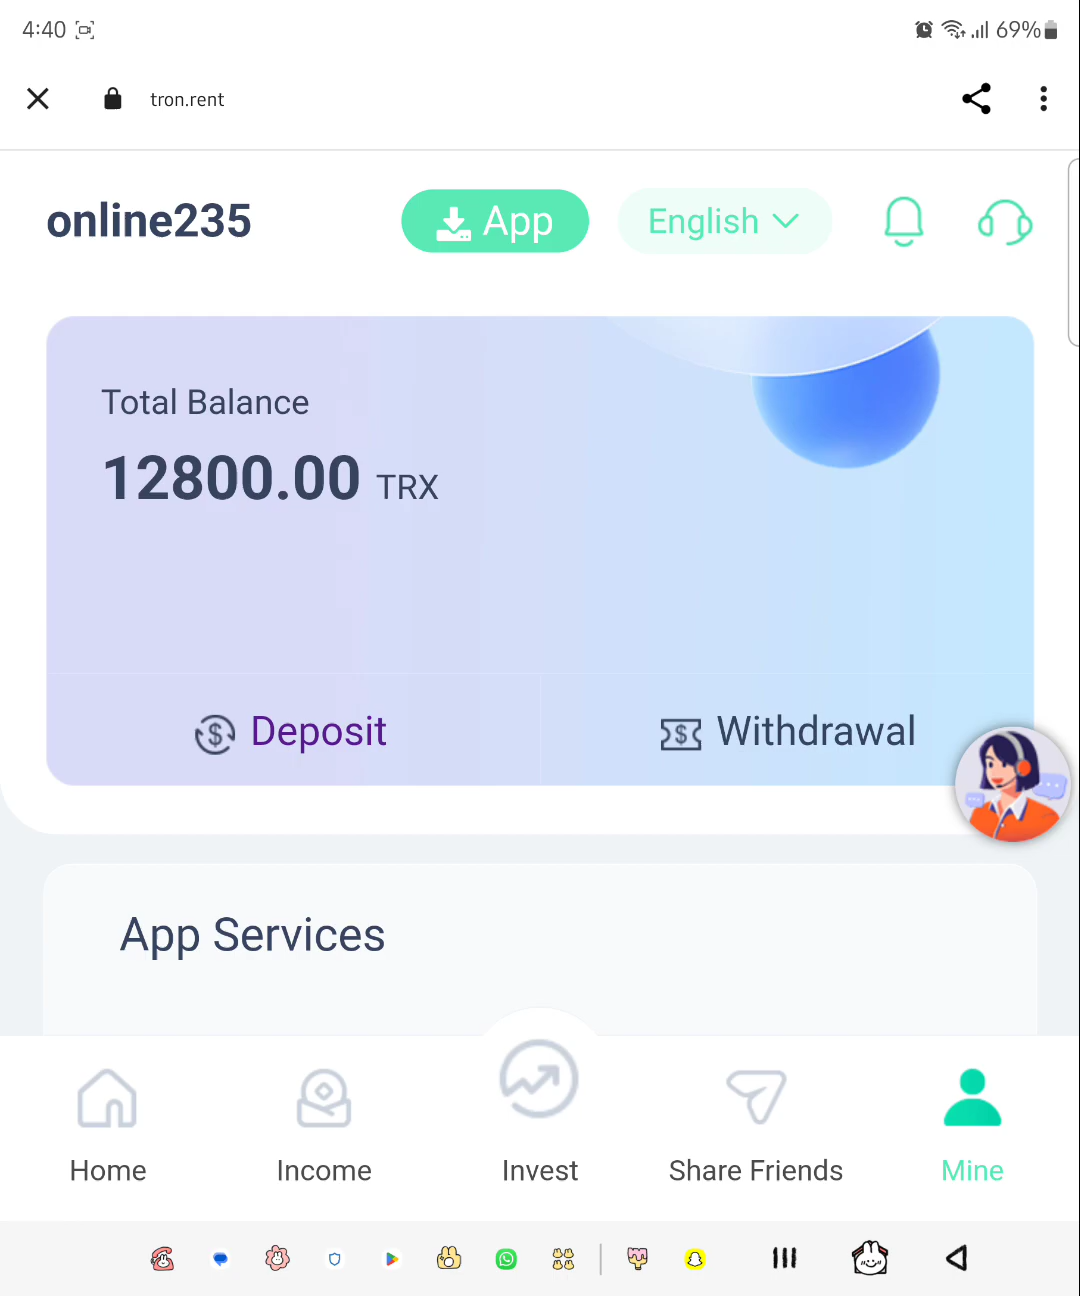 4:40 69%
tron.rent
online235 App English
Total Balance
12800.00 TRX
Deposit Withdrawal
App Services
Home Income Invest Share Friends Mine